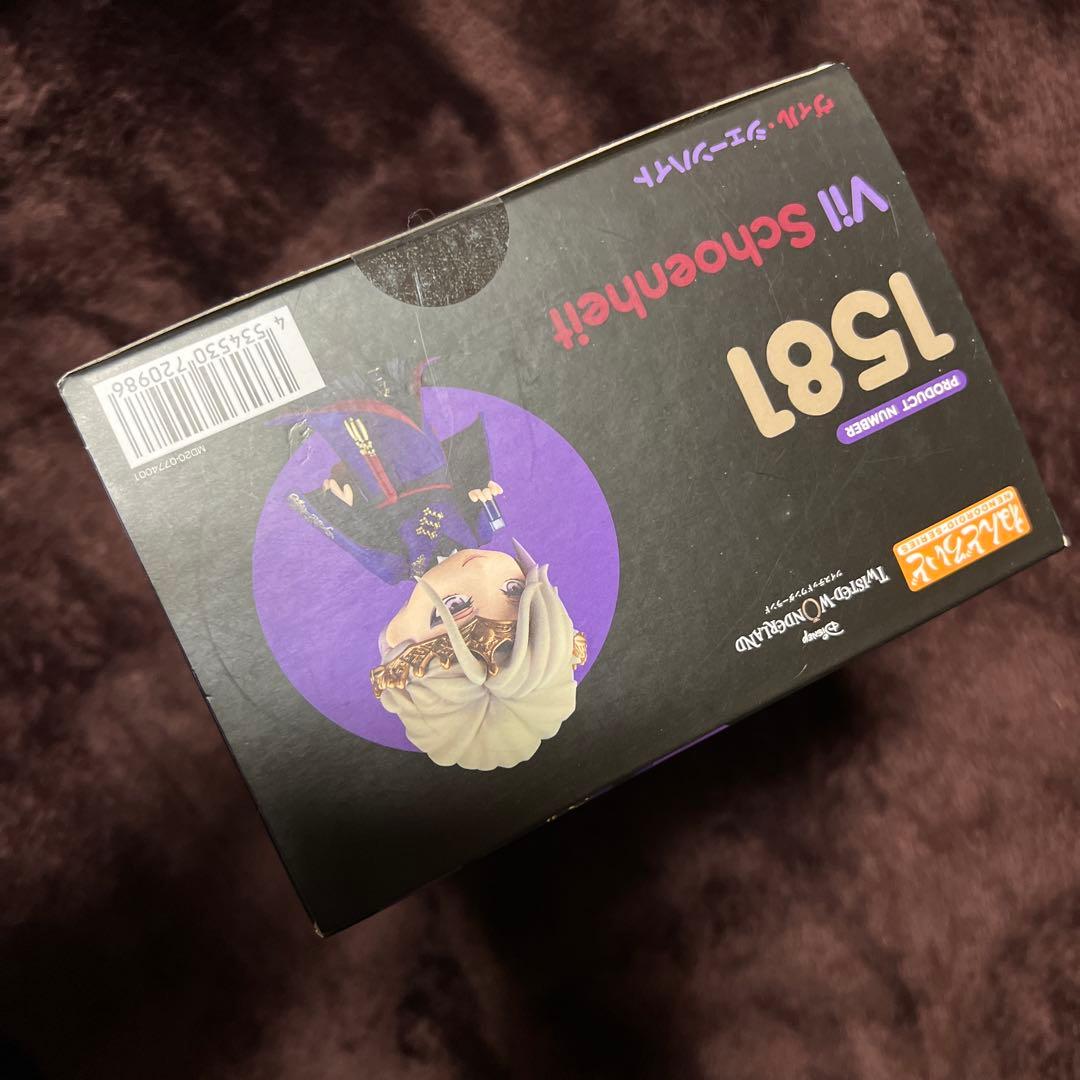 ねんどろいど
NENDOROID-SERIES
Disney
TWISTED-WONDERLAND
ツイステッドワンダーランド
PRODUCT NUMBER
1581
Vil Schoenheit
ヴィル・シェーンハイト
MD20-0774001
4 534530 720986